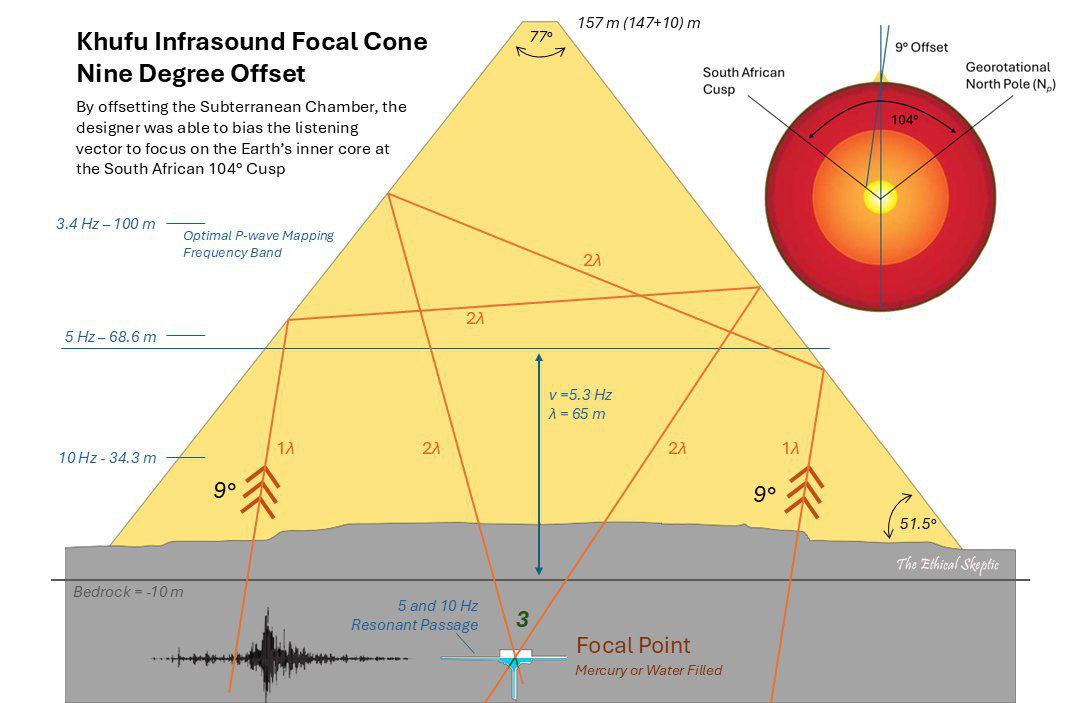 Khufu Infrasound Focal Cone
Nine Degree Offset
By offsetting the Subterranean Chamber, the
designer was able to bias the listening
vector to focus on the Earth's inner core at
the South African 104° Cusp
157 m (147+10) m
77°
9° Offset
South African
Cusp
Georotational
North Pole (Nₚ)
104°
3.4 Hz – 100 m
Optimal P-wave Mapping
Frequency Band
2λ
2λ
5 Hz – 68.6 m
v =5.3 Hz
λ = 65 m
10 Hz - 34.3 m
1λ
2λ
2λ
1λ
9°
9°
51.5°
The Ethical Skeptic
Bedrock = -10 m
5 and 10 Hz
Resonant Passage
3
Focal Point
Mercury or Water Filled